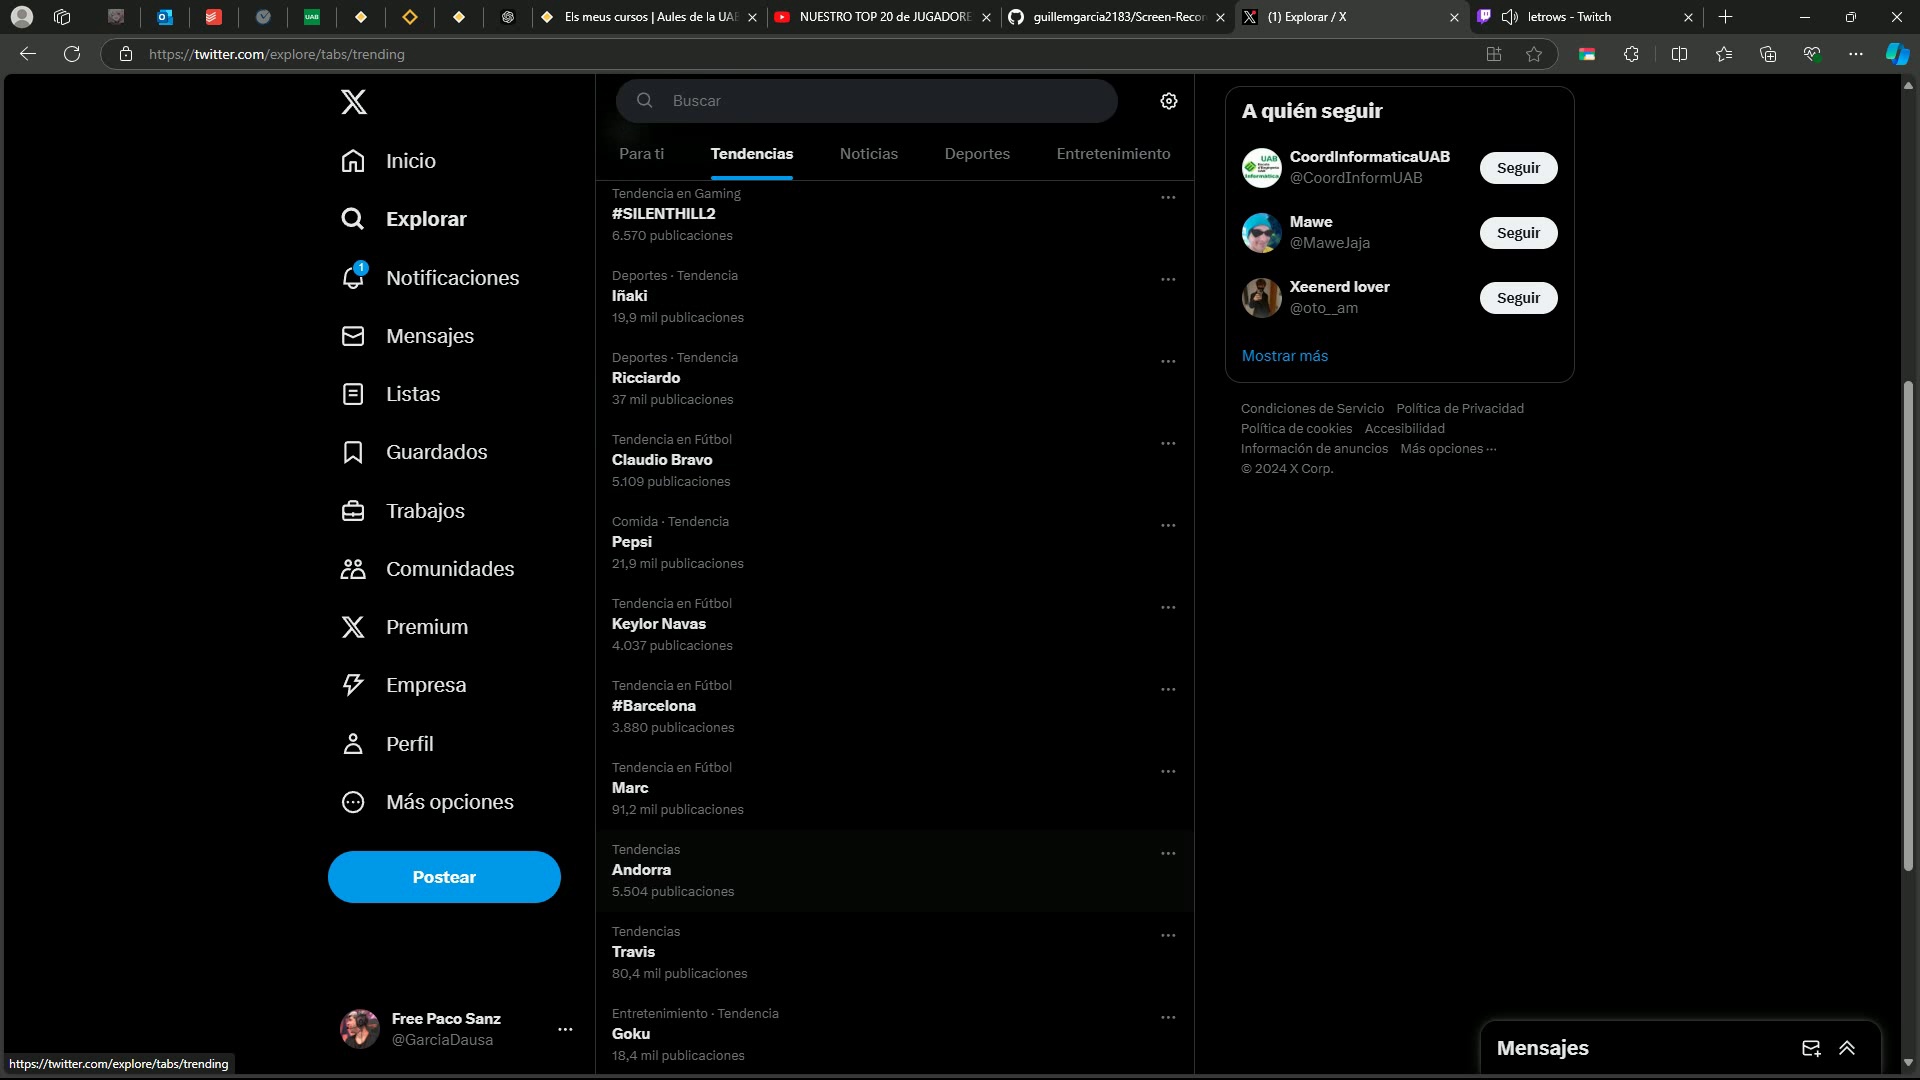 Els meus cursos | Aules de la UA
NUESTRO TOP 20 de JUGADORE
guillemgarcia2183/Screen-Recor
(1) Explorar / X
letrows - Twitch
https://twitter.com/explore/tabs/trending
Buscar
Para ti
Tendencias
Noticias
Deportes
Entretenimiento
Inicio
Explorar
1
Notificaciones
Mensajes
Listas
Guardados
Trabajos
Comunidades
Premium
Empresa
Perfil
Más opciones
Postear
Free Paco Sanz
@GarciaDausa
https://twitter.com/explore/tabs/trending
Tendencia en Gaming
#SILENTHILL2
6.570 publicaciones
Deportes · Tendencia
Iñaki
19,9 mil publicaciones
Deportes · Tendencia
Ricciardo
37 mil publicaciones
Tendencia en Fútbol
Claudio Bravo
5.109 publicaciones
Comida · Tendencia
Pepsi
21,9 mil publicaciones
Tendencia en Fútbol
Keylor Navas
4.037 publicaciones
Tendencia en Fútbol
#Barcelona
3.880 publicaciones
Tendencia en Fútbol
Marc
91,2 mil publicaciones
Tendencias
Andorra
5.504 publicaciones
Tendencias
Travis
80,4 mil publicaciones
Entretenimiento · Tendencia
Goku
18,4 mil publicaciones
A quién seguir
UAB
CoordInformaticaUAB
@CoordInformUAB
Seguir
Mawe
@MaweJaja
Seguir
Xeenerd lover
@oto__am
Seguir
Mostrar más
Condiciones de Servicio Política de Privacidad
Política de cookies Accesibilidad
Información de anuncios Más opciones ···
© 2024 X Corp.
Mensajes